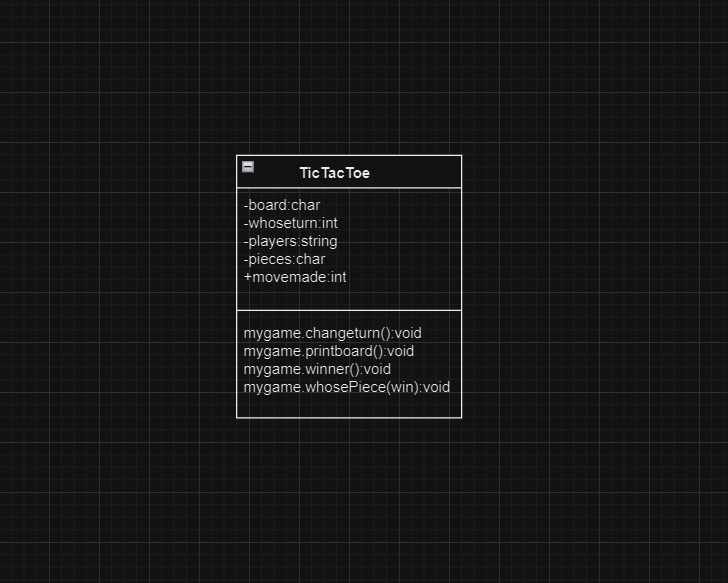 TicTacToe
-board:char
-whoseturn:int
-players:string
-pieces:char
+movemade:int
mygame.changeturn():void
mygame.printboard():void
mygame.winner():void
mygame.whosePiece(win):void